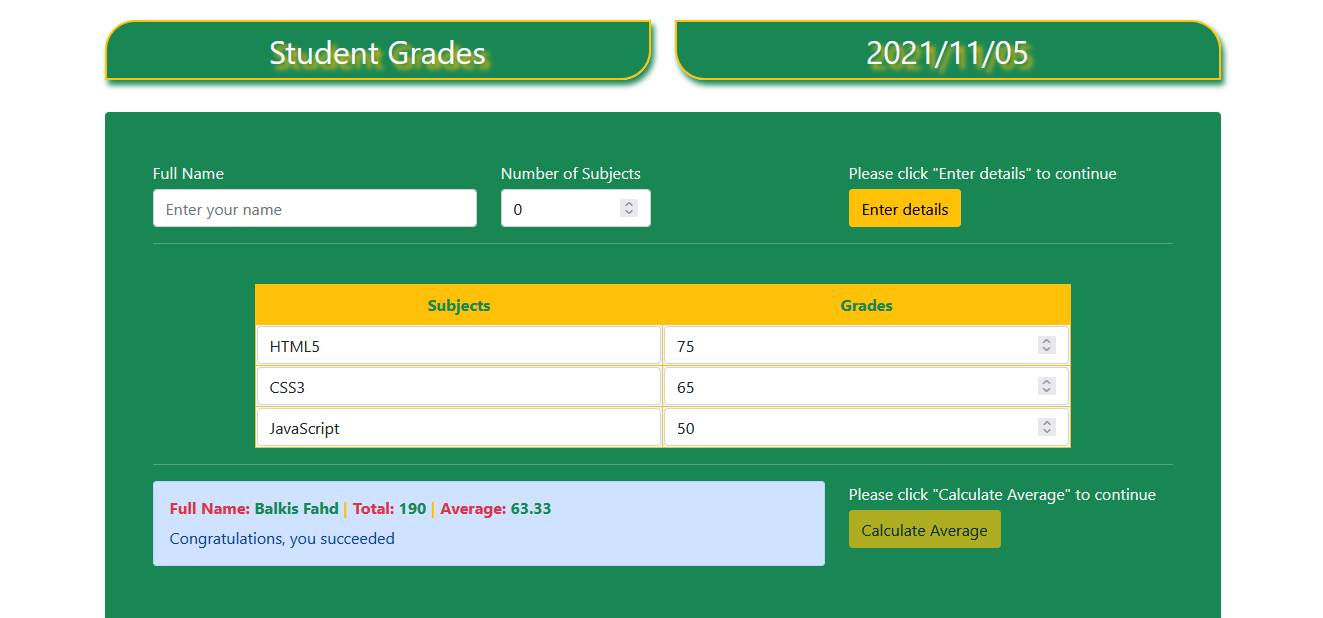 Student Grades
2021/11/05
Full Name
Number of Subjects
Please click "Enter details" to continue
Enter your name
0
Enter details
Subjects
Grades
HTML5
75
CSS3
65
JavaScript
50
Full Name: Balkis Fahd | Total: 190 | Average: 63.33
Congratulations, you succeeded
Please click "Calculate Average" to continue
Calculate Average